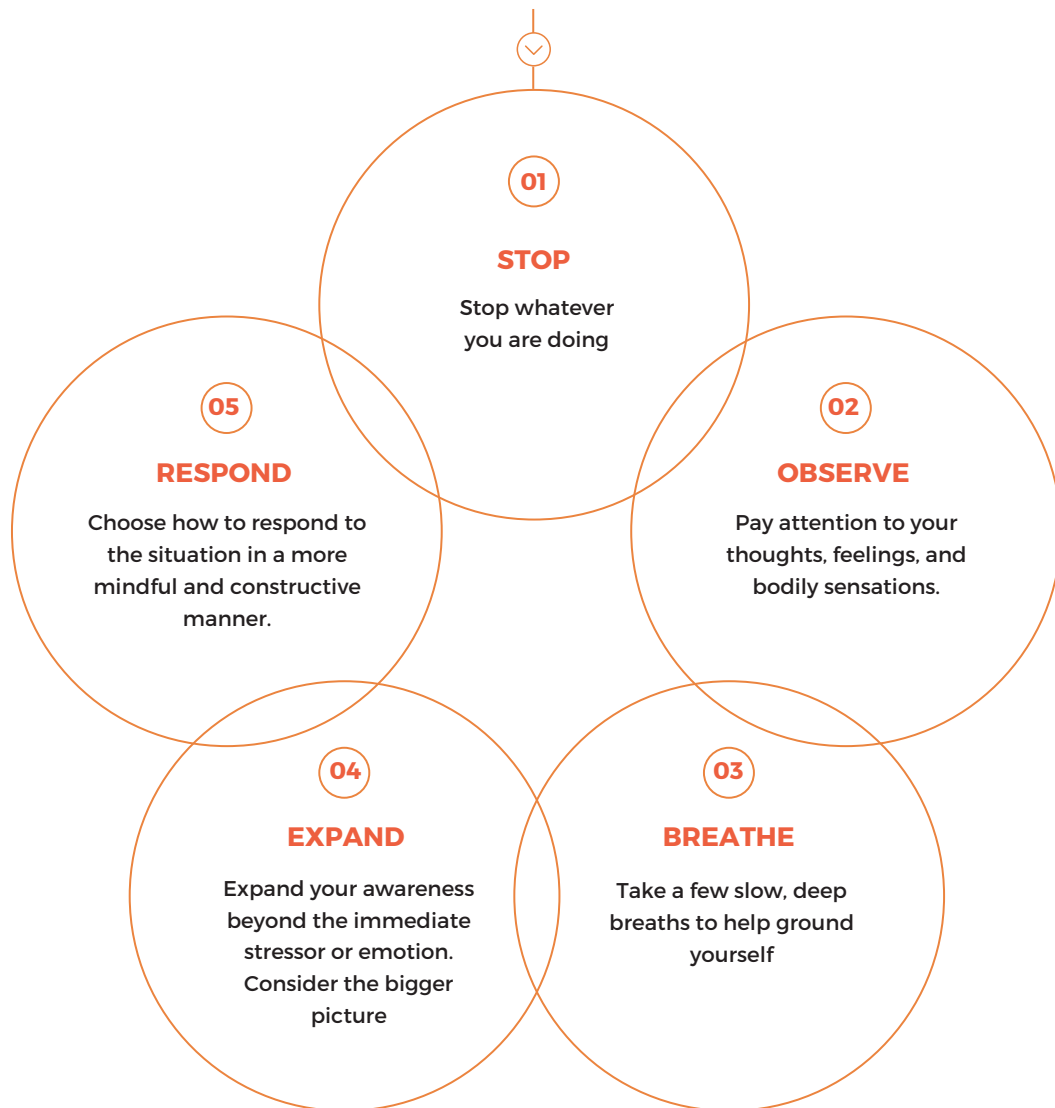 01
STOP
Stop whatever
you are doing
02
OBSERVE
Pay attention to your
thoughts, feelings, and
bodily sensations.
03
BREATHE
Take a few slow, deep
breaths to help ground
yourself
04
EXPAND
Expand your awareness
beyond the immediate
stressor or emotion.
Consider the bigger
picture
05
RESPOND
Choose how to respond to
the situation in a more
mindful and constructive
manner.